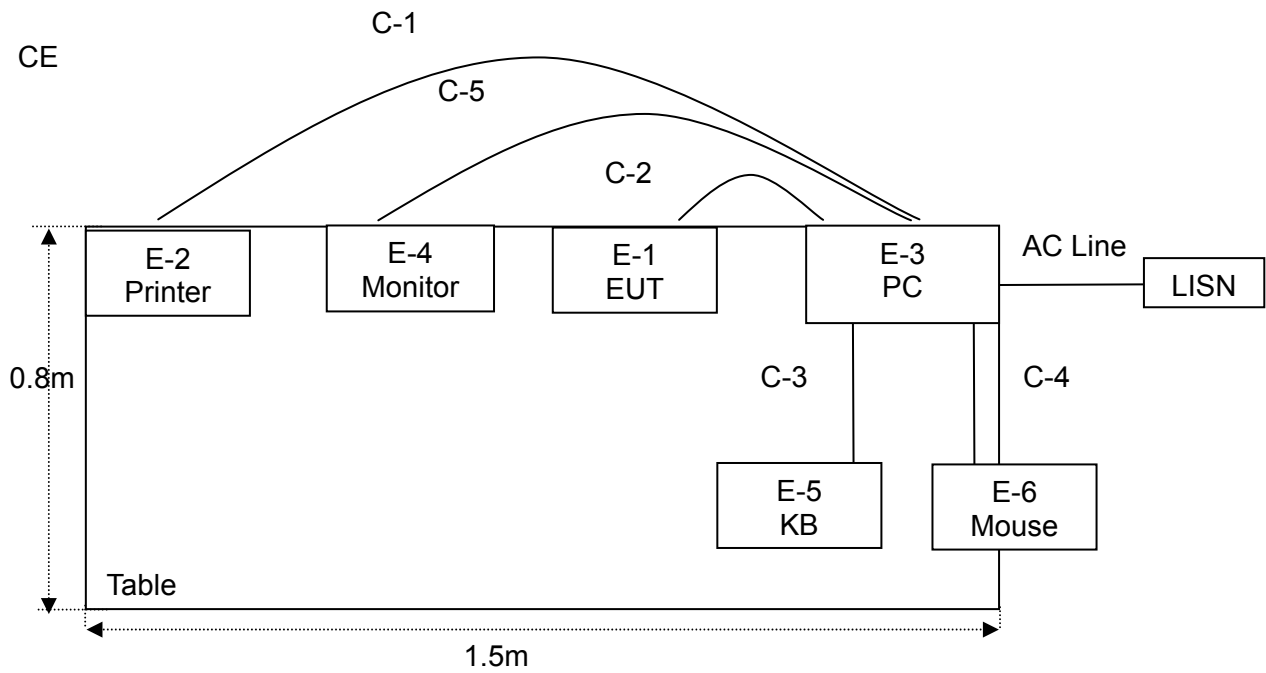 C-1
CE
C-5
C-2
E-2
Printer
E-4
Monitor
E-1
EUT
E-3
PC
AC Line
LISN
0.8m
C-3
C-4
E-5
KB
E-6
Mouse
Table
1.5m